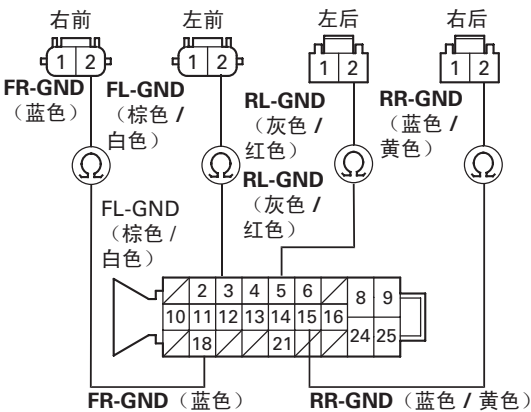 右前
左前
左后
右后
1 2
1 2
1 2
1 2
FR-GND
（蓝色）
FL-GND
（棕色 /
白色）
RL-GND
（灰色 /
红色）
RR-GND
（蓝色 /
黄色）
Ω
Ω
Ω
Ω
RL-GND
（灰色 /
红色）
FL-GND
（棕色 /
白色）
2 3 4 5 6 8 9
10 11 12 13 14 15 16
18 21 24 25
FR-GND（蓝色）
RR-GND（蓝色 / 黄色）